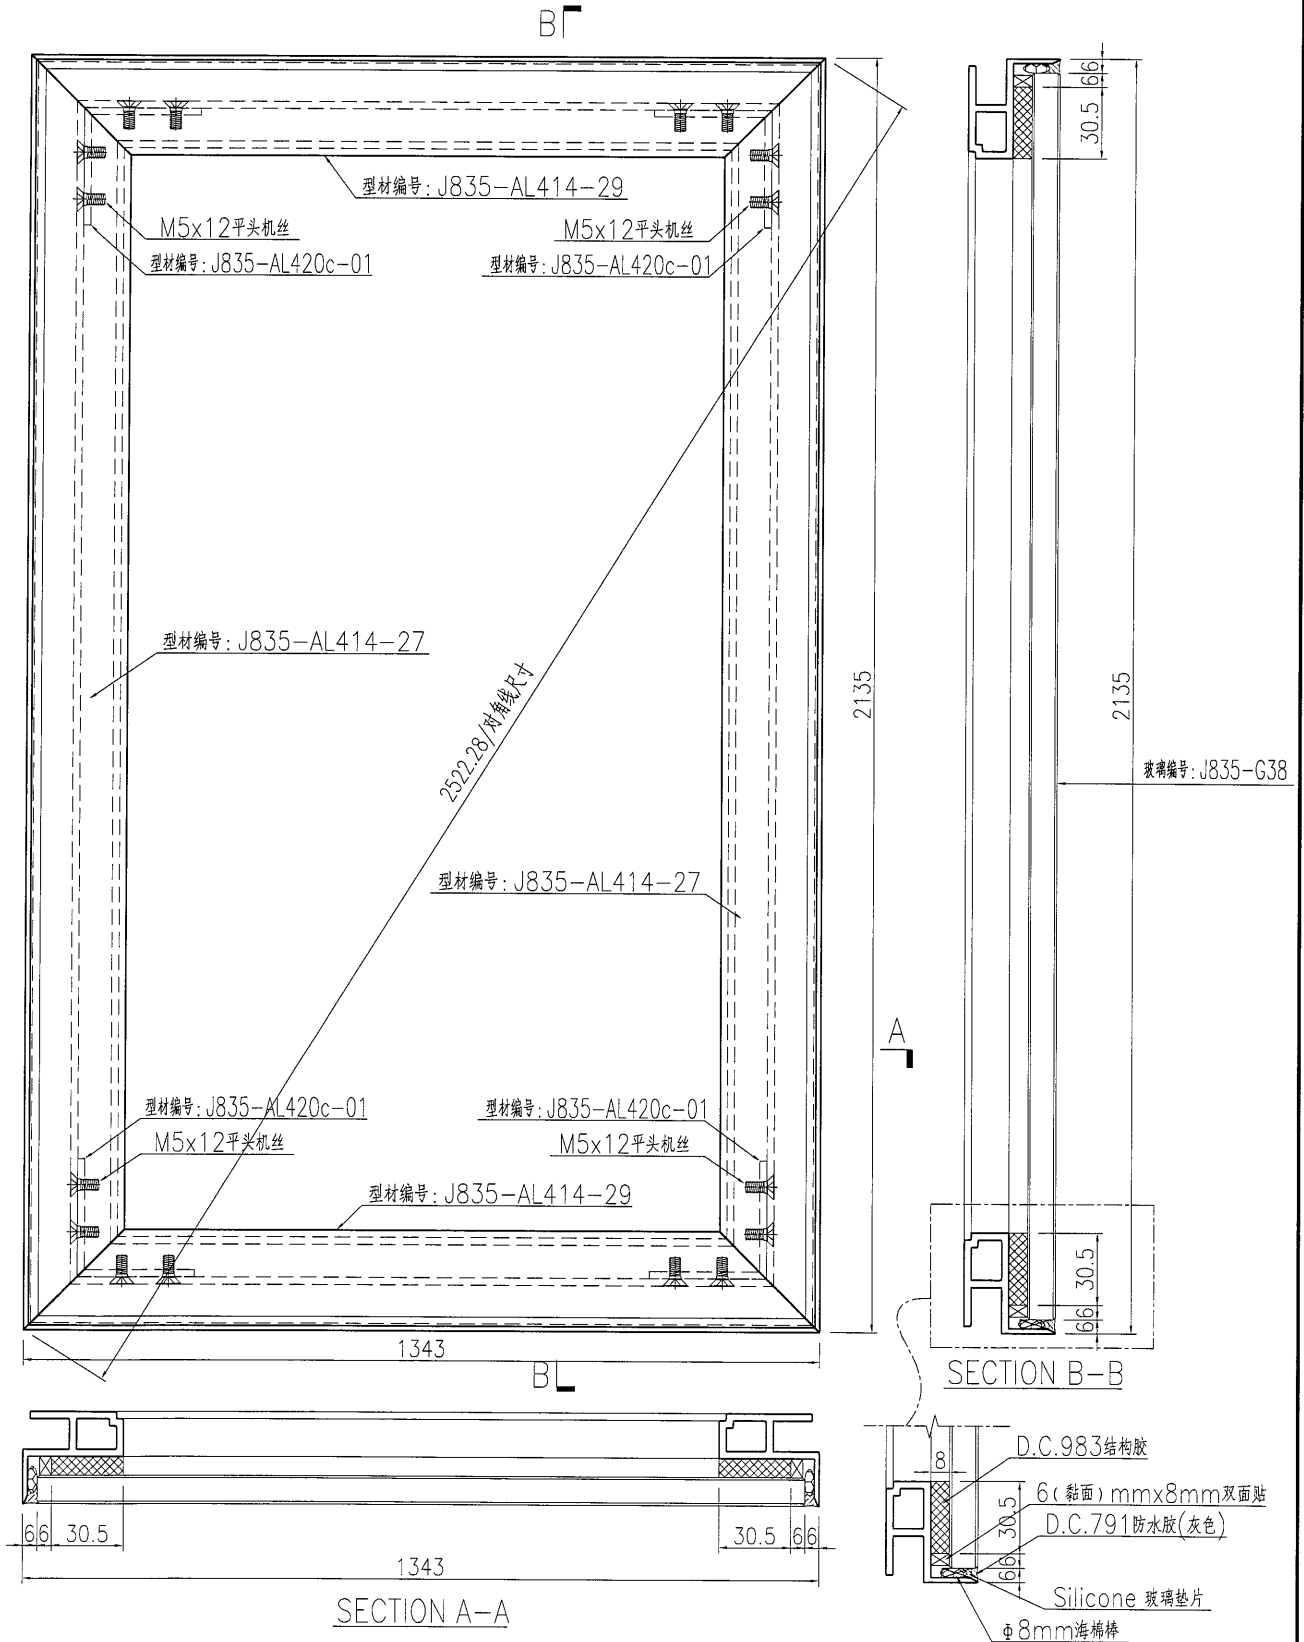 B
66
30.5
型材编号: J835-AL414-29
M5x12平头机丝
M5x12平头机丝
型材编号: J835-AL420c-01
型材编号: J835-AL420c-01
型材编号: J835-AL414-27
2522.28/对角线尺寸
2135
2135
玻璃编号: J835-G38
型材编号: J835-AL414-27
A
型材编号: J835-AL420c-01
型材编号: J835-AL420c-01
M5x12平头机丝
M5x12平头机丝
型材编号: J835-AL414-29
30.5
66
1343
B
SECTION B-B
D.C.983结构胶
8
6(黏面)mmx8mm双面贴
30.5
D.C.791防水胶(灰色)
66
66
30.5
30.5
66
1343
Silicone 玻璃垫片
SECTION A-A
Φ8mm海棉棒